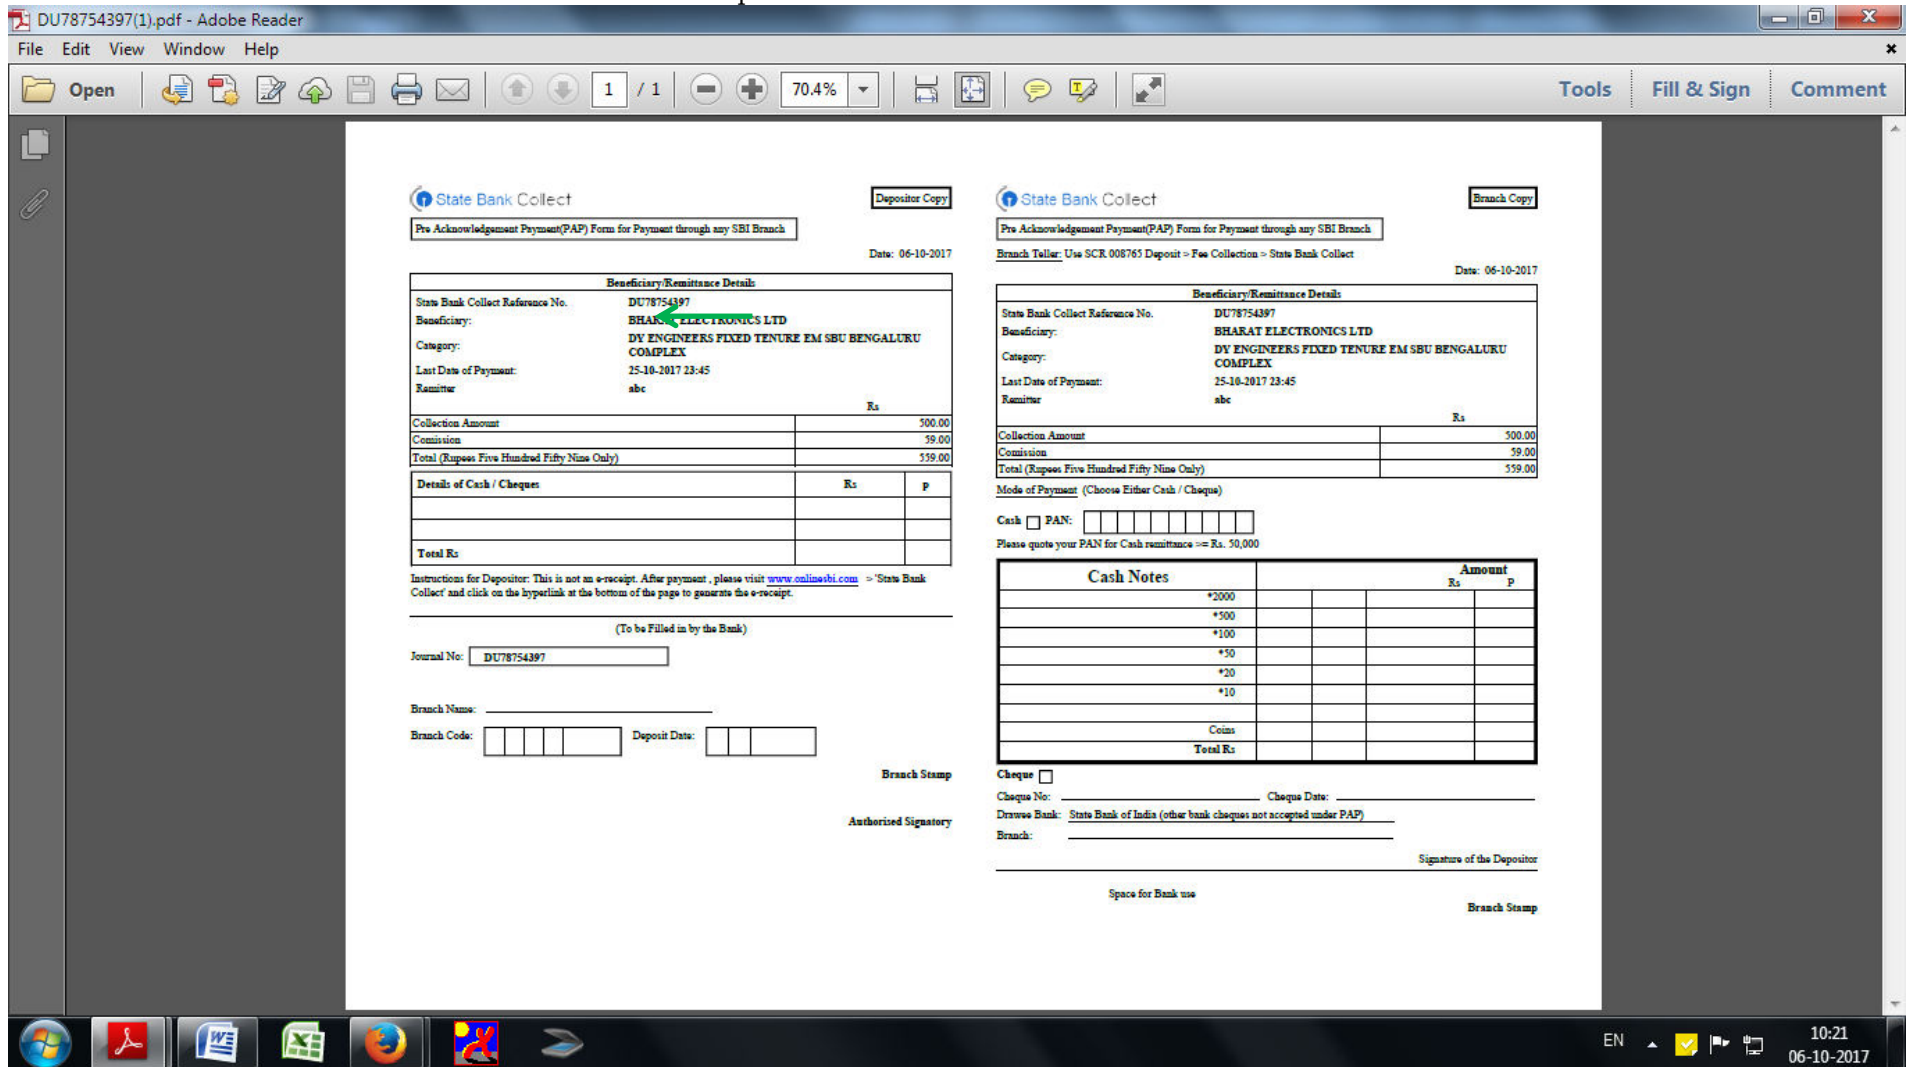 DU78754397(1).pdf - Adobe Reader
File Edit View Window Help
Open 1 / 1 70.4% Tools Fill & Sign Comment
State Bank Collect Depositor Copy
Pre Acknowledgement Payment(PAP) Form for Payment through any SBI Branch
Date: 06-10-2017
Beneficiary/Remittance Details
State Bank Collect Reference No. DU78754397
Beneficiary: BHARAT ELECTRONICS LTD
Category: DY ENGINEERS FIXED TENURE EM SBU BENGALURU
COMPLEX
Last Date of Payment: 25-10-2017 23:45
Remitter abc
Rs
Collection Amount 500.00
Comission 59.00
Total (Rupees Five Hundred Fifty Nine Only) 559.00
Details of Cash / Cheques Rs P
Total Rs
Instructions for Depositor: This is not an e-receipt. After payment , please visit www.onlinesbi.com > 'State Bank
Collect' and click on the hyperlink at the bottom of the page to generate the e-receipt.
(To be Filled in by the Bank)
Journal No: DU78754397
Branch Name:
Branch Code: Deposit Date:
Branch Stamp
Authorised Signatory
State Bank Collect Branch Copy
Pre Acknowledgement Payment(PAP) Form for Payment through any SBI Branch
Branch Teller: Use SCR 008765 Deposit > Fee Collection > State Bank Collect
Date: 06-10-2017
Beneficiary/Remittance Details
State Bank Collect Reference No. DU78754397
Beneficiary: BHARAT ELECTRONICS LTD
Category: DY ENGINEERS FIXED TENURE EM SBU BENGALURU
COMPLEX
Last Date of Payment: 25-10-2017 23:45
Remitter abc
Rs
Collection Amount 500.00
Comission 59.00
Total (Rupees Five Hundred Fifty Nine Only) 559.00
Mode of Payment (Choose Either Cash / Cheque)
Cash PAN:
Please quote your PAN for Cash remittance >= Rs. 50,000
Cash Notes Amount
Rs P
*2000
*500
*100
*50
*20
*10
Coins
Total Rs
Cheque
Cheque No: Cheque Date:
Drawee Bank: State Bank of India (other bank cheques not accepted under PAP)
Branch:
Signature of the Depositor
Space for Bank use
Branch Stamp
EN 10:21
06-10-2017